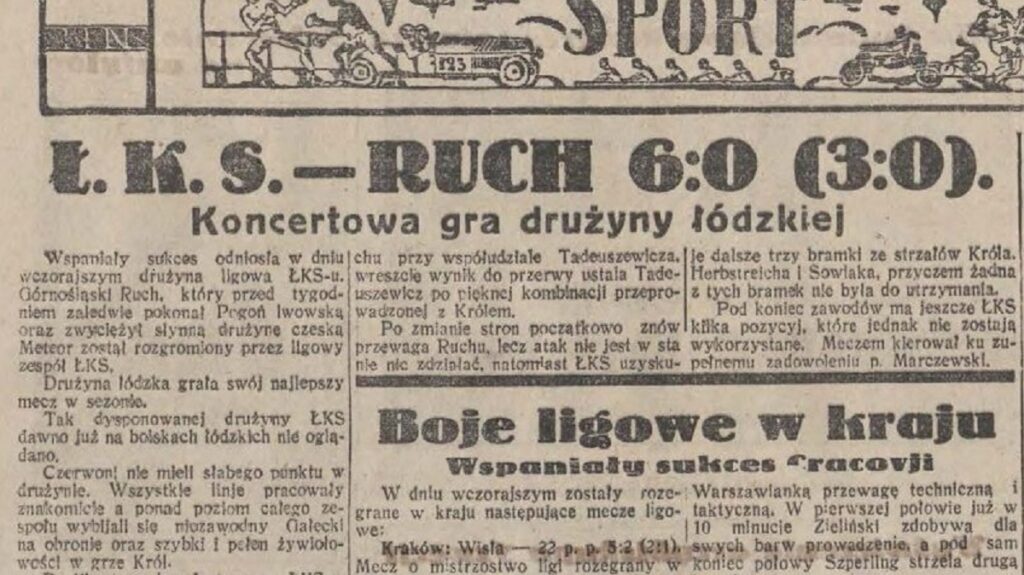 SPORT
Ł. K. S. — RUCH 6:0 (3:0).
Koncertowa gra drużyny łódzkiej
Wspaniały sukces odniosła w dniu
wczorajszym drużyna ligowa ŁKS-u.
Górnośląski Ruch, który przed tygod-
niem zaledwie pokonał Pogoń lwowską
oraz zwyciężył słynną drużynę czeską
Meteor został rozgromiony przez ligowy
zespół ŁKS.
Drużyna łódzka grała swój najlepszy
mecz w sezonie.
Tak dysponowanej drużyny ŁKS
dawno już na boiskach łódzkich nie oglą-
dano.
Czerwoni nie mieli słabego punktu w
drużynie. Wszystkie linje pracowały
znakomicie a ponad poziom całego ze-
społu wybijali się niezawodny Gałecki
na obronie oraz szybki i pełen żywioło-
wości w grze Król.
chu przy współudziale Tadeuszewicza,
wreszcie wynik do przerwy ustala Tade-
uszewicz po pięknej kombinacji przepro-
wadzonej z Królem.
Po zmianie stron początkowo znów
przewaga Ruchu, lecz atak nie jest w sta
nie nic zdziałać, natomiast ŁKS uzysku-
je dalsze trzy bramki ze strzałów Króla,
Herbstreicha i Sowiaka, przyczem żadna
z tych bramek nie była do utrzymania.
Pod koniec zawodów ma jeszcze ŁKS
kilka pozycyj, które jednak nie zostają
wykorzystane. Meczem kierował ku zu-
pełnemu zadowoleniu p. Marczewski.
Boje ligowe w kraju
Wspaniały sukces Cracovji
W dniu wczorajszym zostały roze-
grane w kraju następujące mecze ligo-
we:
Kraków: Wisła — 22 p. p. 5:2 (2:1).
Mecz o mistrzostwo ligi rozegrany w
Warszawianką przewagę techniczną i
taktyczną. W pierwszej połowie już w
10 minucie Zieliński zdobywa dla
swych barw prowadzenie, a pod sam
koniec połowy Szperling strzela drugą